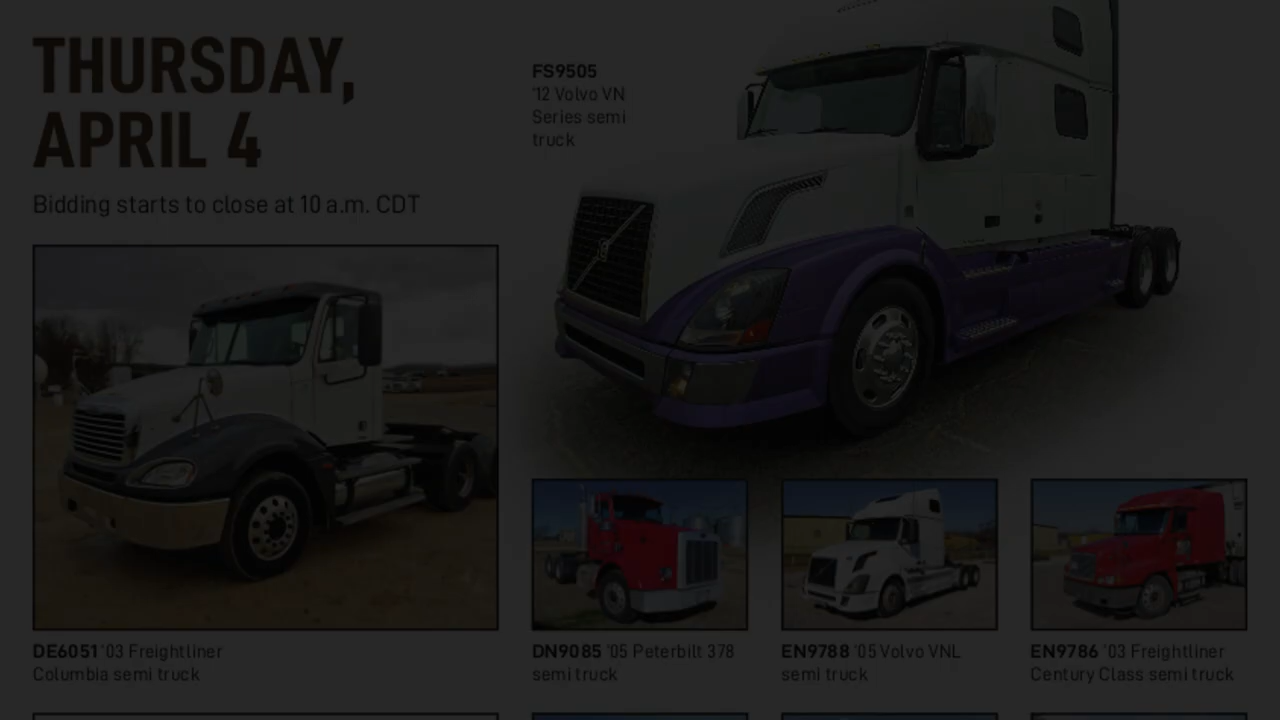 THURSDAY,
APRIL 4
Bidding starts to close at 10 a.m. CDT
FS9505
'12 Volvo VN
Series semi
truck
DE6051 '03 Freightliner
Columbia semi truck
DN9085 '05 Peterbilt 378
semi truck
EN9788 '05 Volvo VNL
semi truck
EN9786 '03 Freightliner
Century Class semi truck